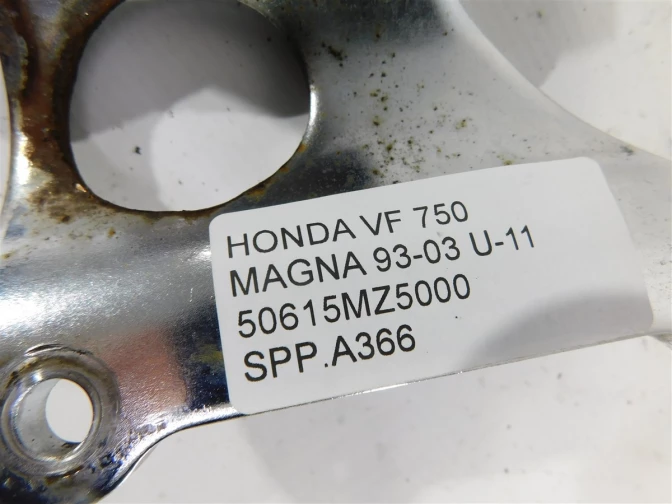 HONDA VF 750
MAGNA 93-03 U-11
50615MZ5000
SPP.A366